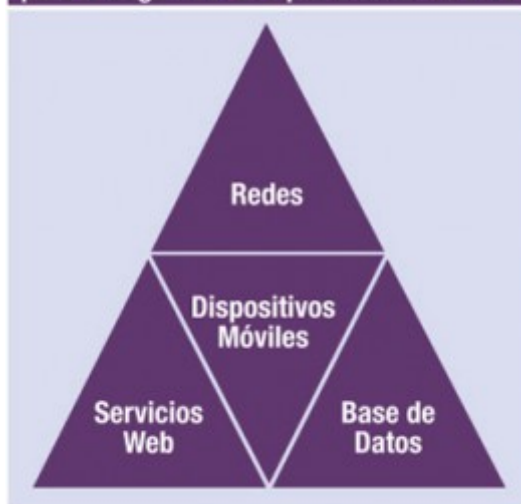 Redes
Dispositivos
Móviles
Servicios
Web
Base de
Datos